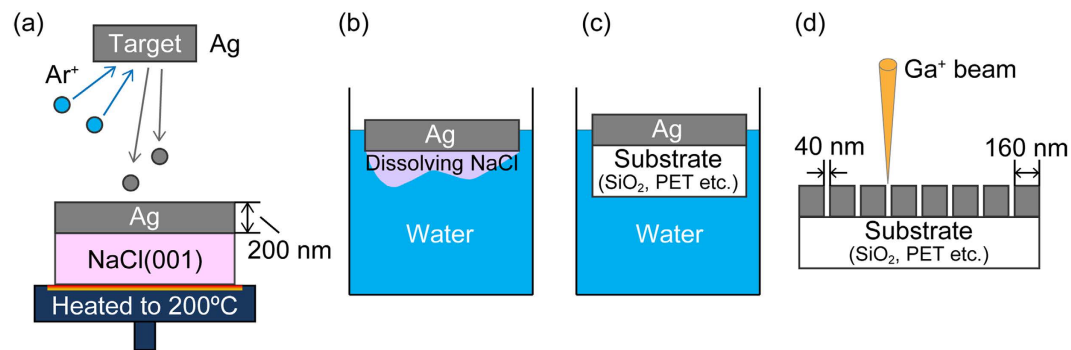 (a)
Target
Ag
Ar⁺
Ag
200 nm
NaCl(001)
Heated to 200ºC
(b)
Ag
Dissolving NaCl
Water
(c)
Ag
Substrate
(SiO₂, PET etc.)
Water
(d)
Ga⁺ beam
40 nm
160 nm
Substrate
(SiO₂, PET etc.)